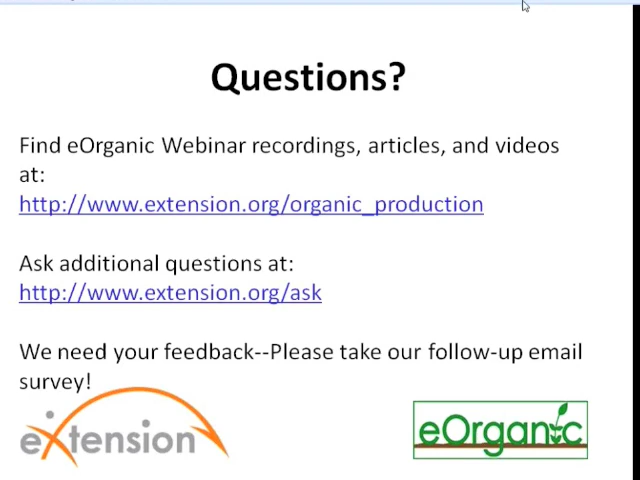 Questions?
Find eOrganic Webinar recordings, articles, and videos
at:
http://www.extension.org/organic_production
Ask additional questions at:
http://www.extension.org/ask
We need your feedback--Please take our follow-up email
survey!
eXtension
eOrganic